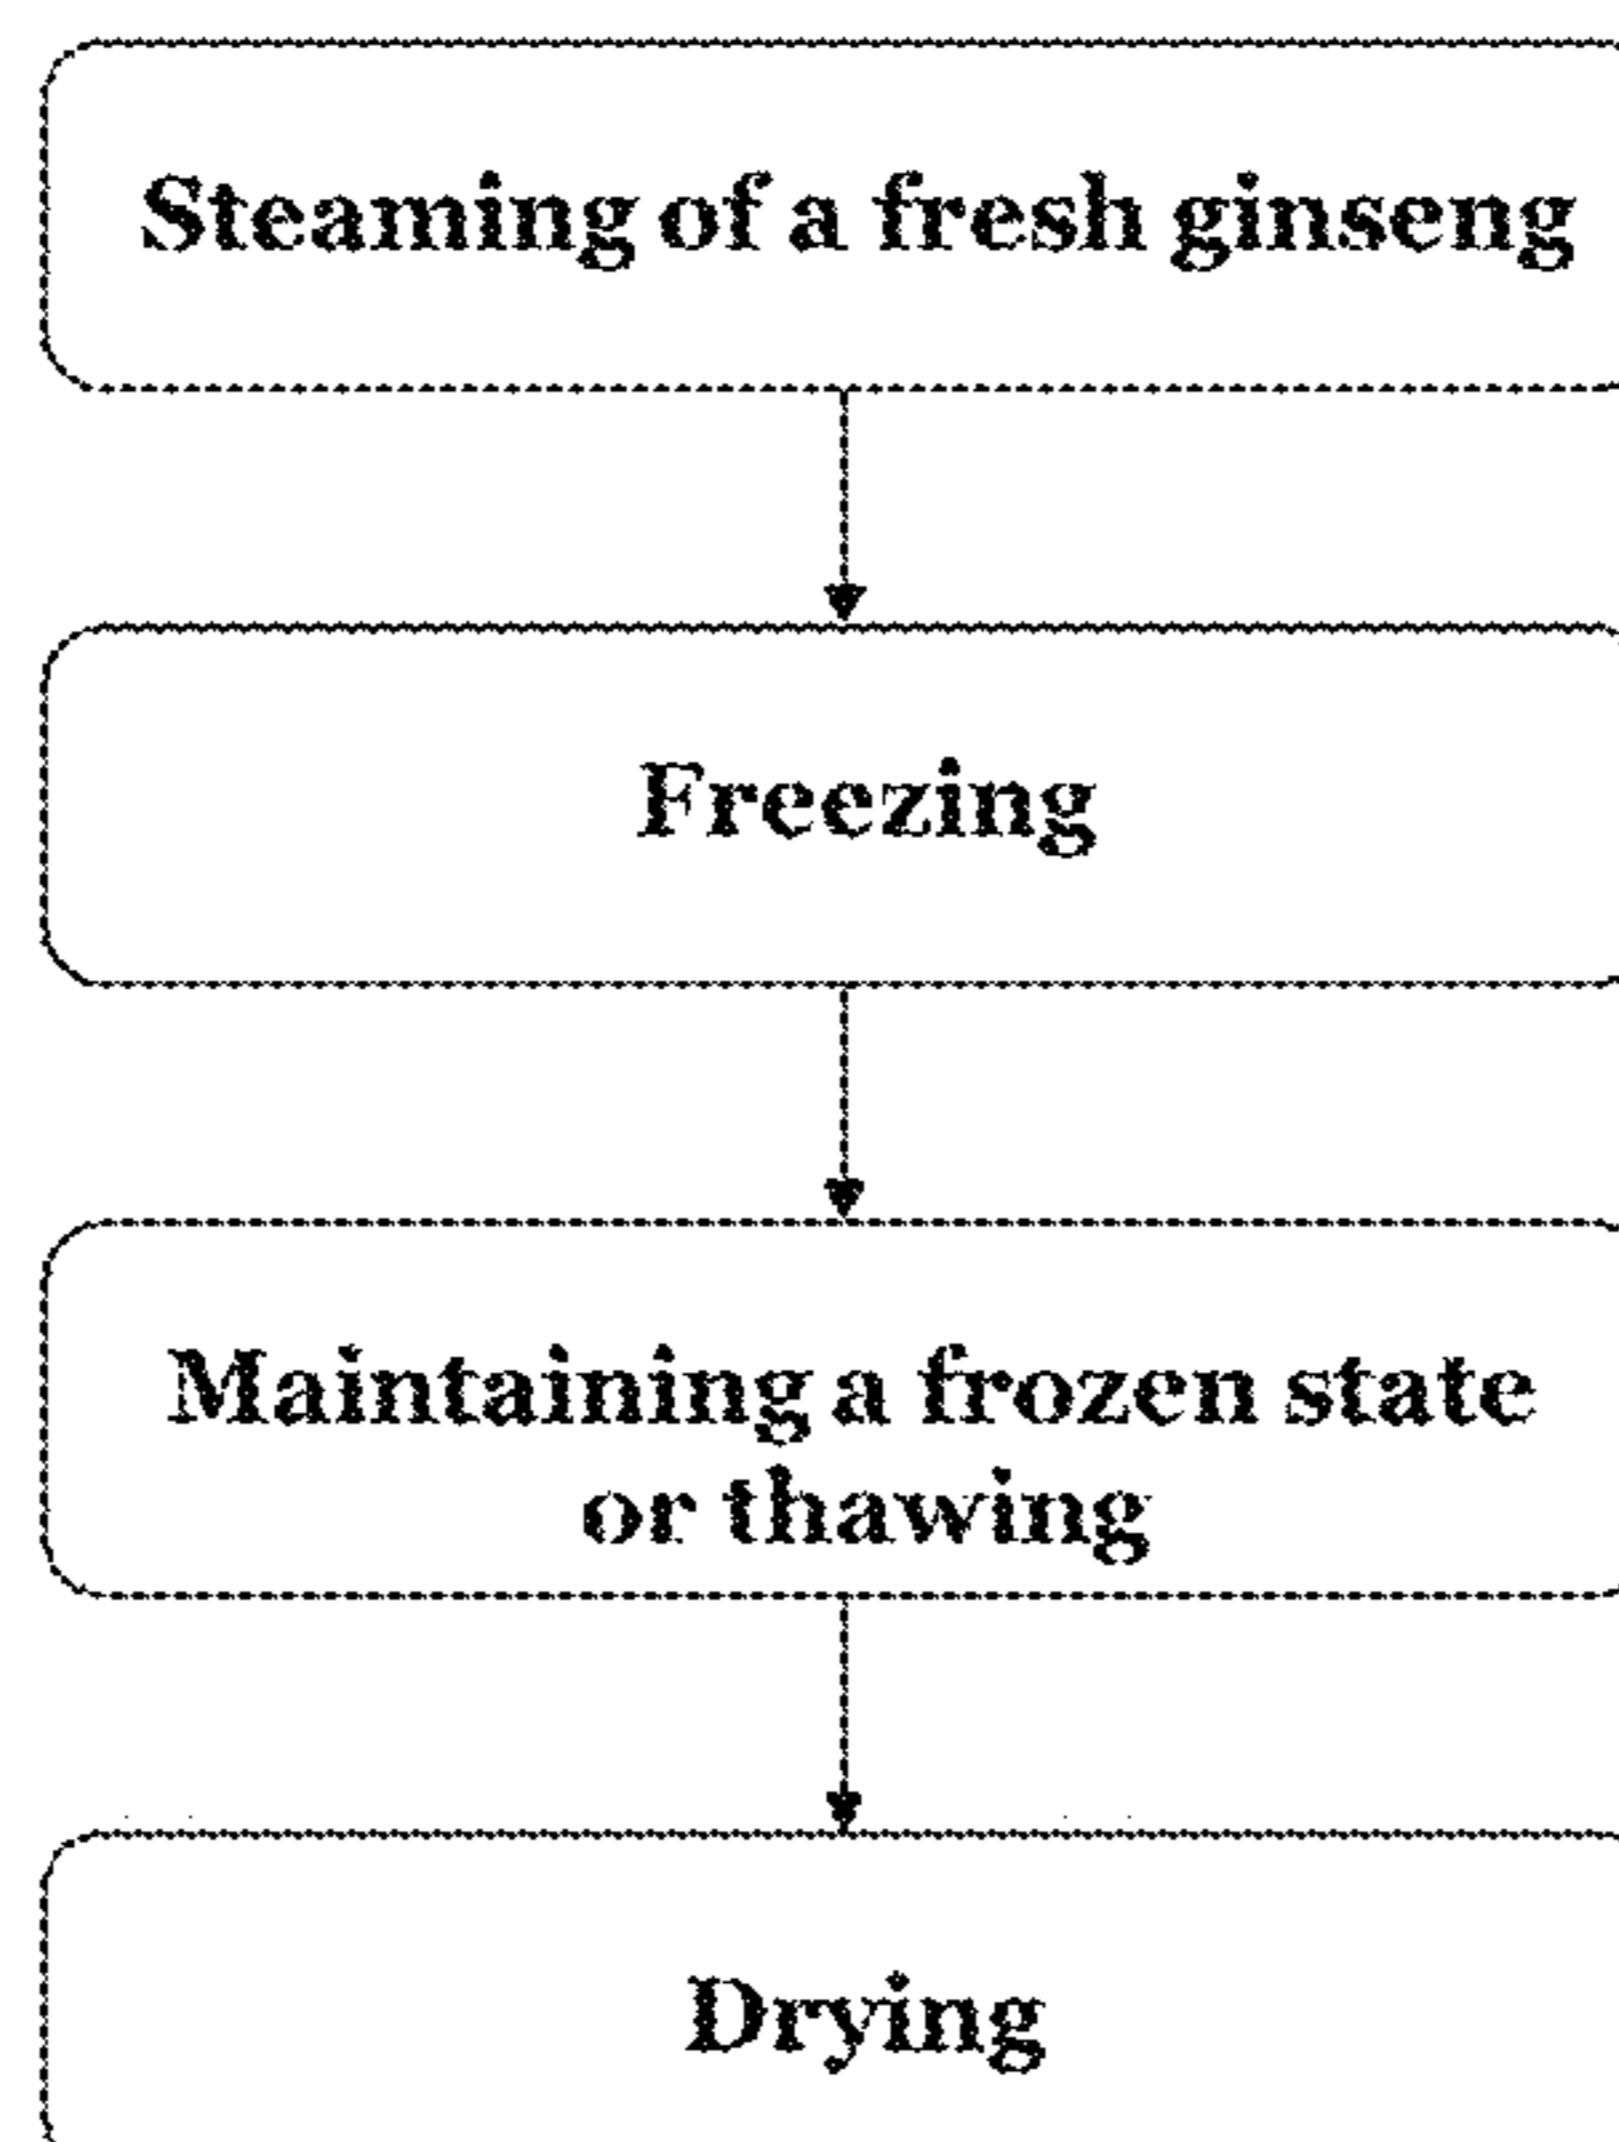 Steaming of a fresh ginseng
Freezing
Maintaining a frozen state
or thawing
Drying